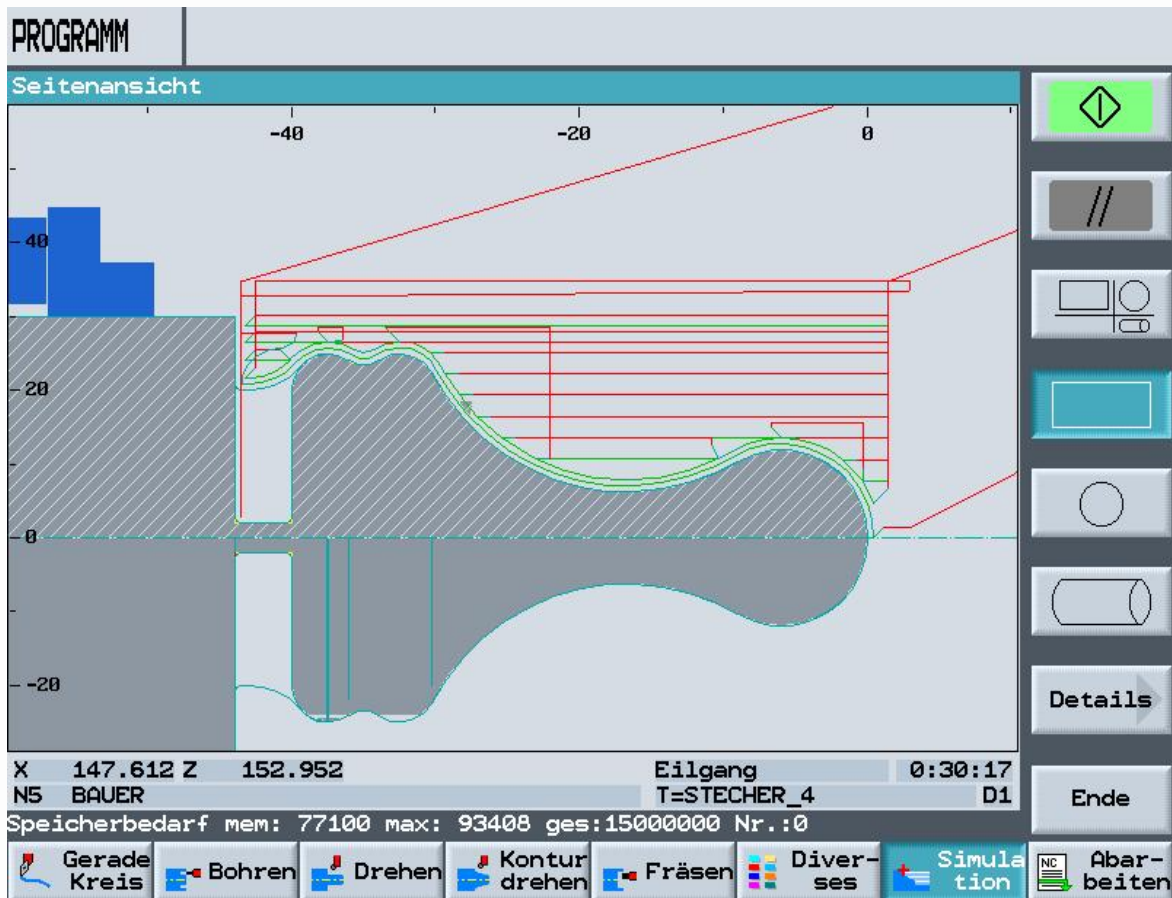 PROGRAMM
Seitenansicht
-40 -20 0
40
20
0
-20
Details
X 147.612 Z 152.952 Eilgang 0:30:17
N5 BAUER T=STECHER_4 D1
Ende
Speicherbedarf mem: 77100 max: 93408 ges:15000000 Nr.:0
Gerade Kreis
Bohren
Drehen
Kontur drehen
Fräsen
Diver- ses
Simula tion
NC
Abar- beiten